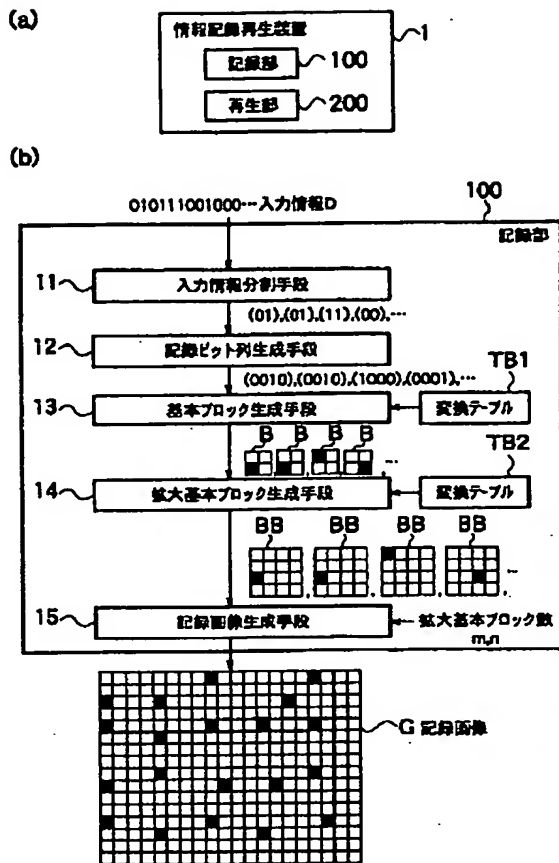 (a)
情報記録再生装置
1
記録部
100
再生部
200
(b)
010111001000…入力情報D
100
記録部
11
入力情報分割手段
(01),(01),(11),(00),…
12
記録ビット列生成手段
(0010),(0010),(1000),(0001),…
TB1
13
基本ブロック生成手段
変換テーブル
B B B B
TB2
14
拡大基本ブロック生成手段
変換テーブル
BB BB BB BB
15
記録画像生成手段
拡大基本ブロック数
m,n
G 記録画像